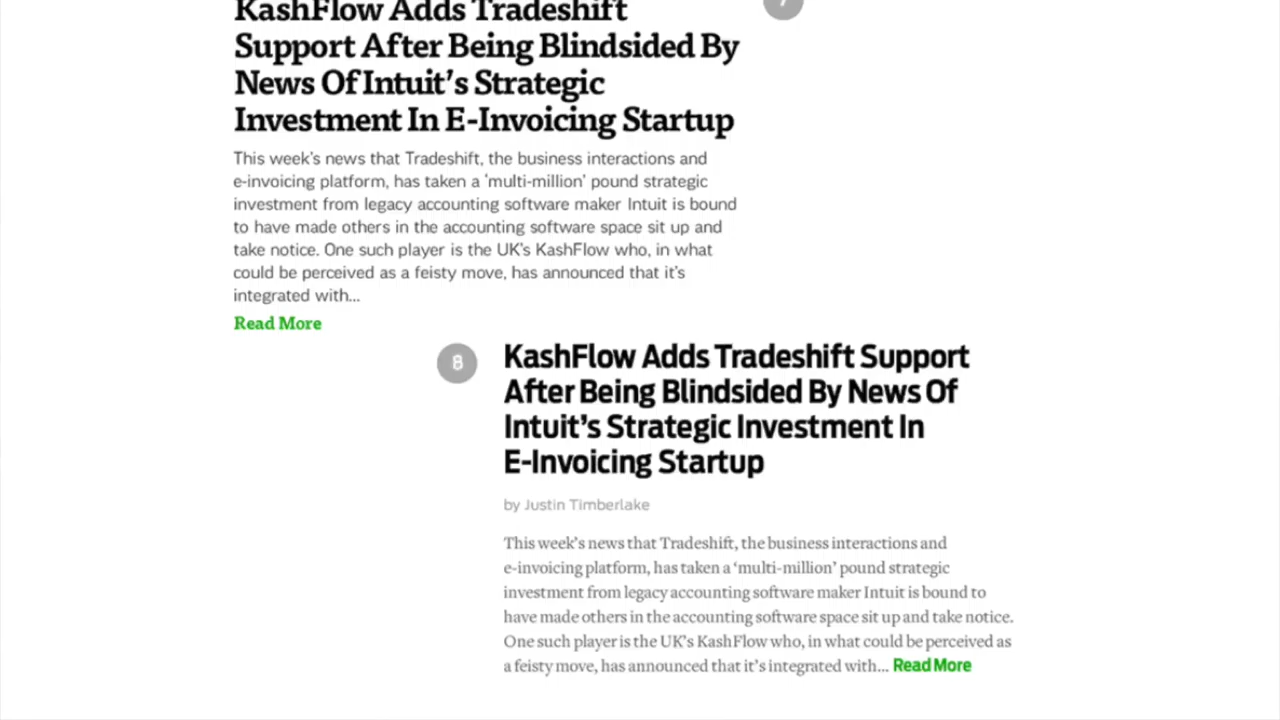 KashFlow Adds Tradeshift
Support After Being Blindsided By
News Of Intuit's Strategic
Investment In E-Invoicing Startup
This week's news that Tradeshift, the business interactions and
e-invoicing platform, has taken a 'multi-million' pound strategic
investment from legacy accounting software maker Intuit is bound
to have made others in the accounting software space sit up and
take notice. One such player is the UK's KashFlow who, in what
could be perceived as a feisty move, has announced that it's
integrated with...
Read More
8
KashFlow Adds Tradeshift Support
After Being Blindsided By News Of
Intuit's Strategic Investment In
E-Invoicing Startup
by Justin Timberlake
This week's news that Tradeshift, the business interactions and
e-invoicing platform, has taken a 'multi-million' pound strategic
investment from legacy accounting software maker Intuit is bound to
have made others in the accounting software space sit up and take notice.
One such player is the UK's KashFlow who, in what could be perceived as
a feisty move, has announced that it's integrated with... Read More